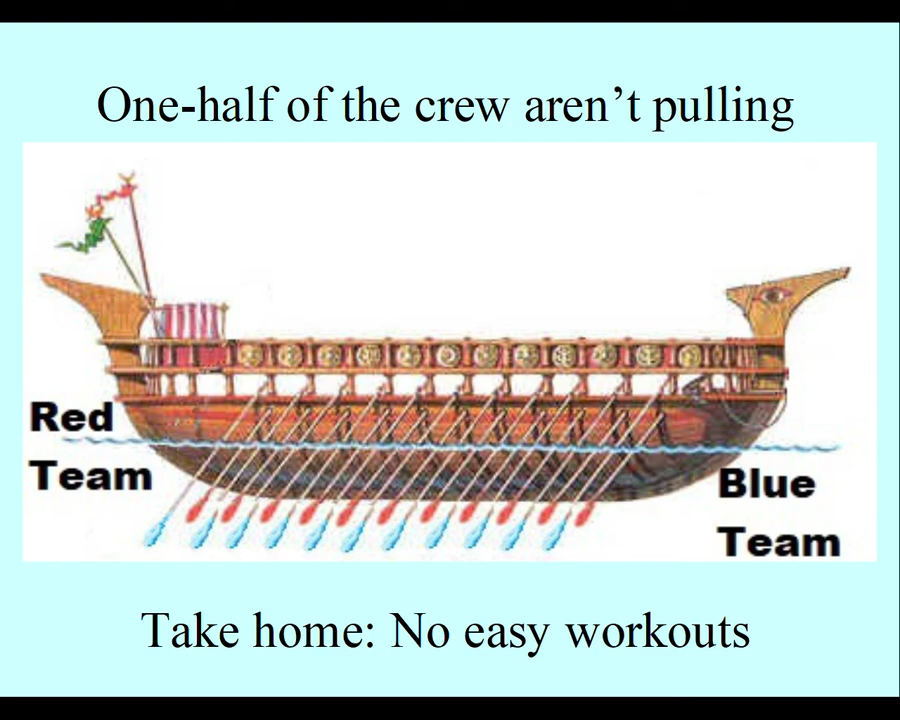 One-half of the crew aren’t pulling
Red
Team
Blue
Team
Take home: No easy workouts